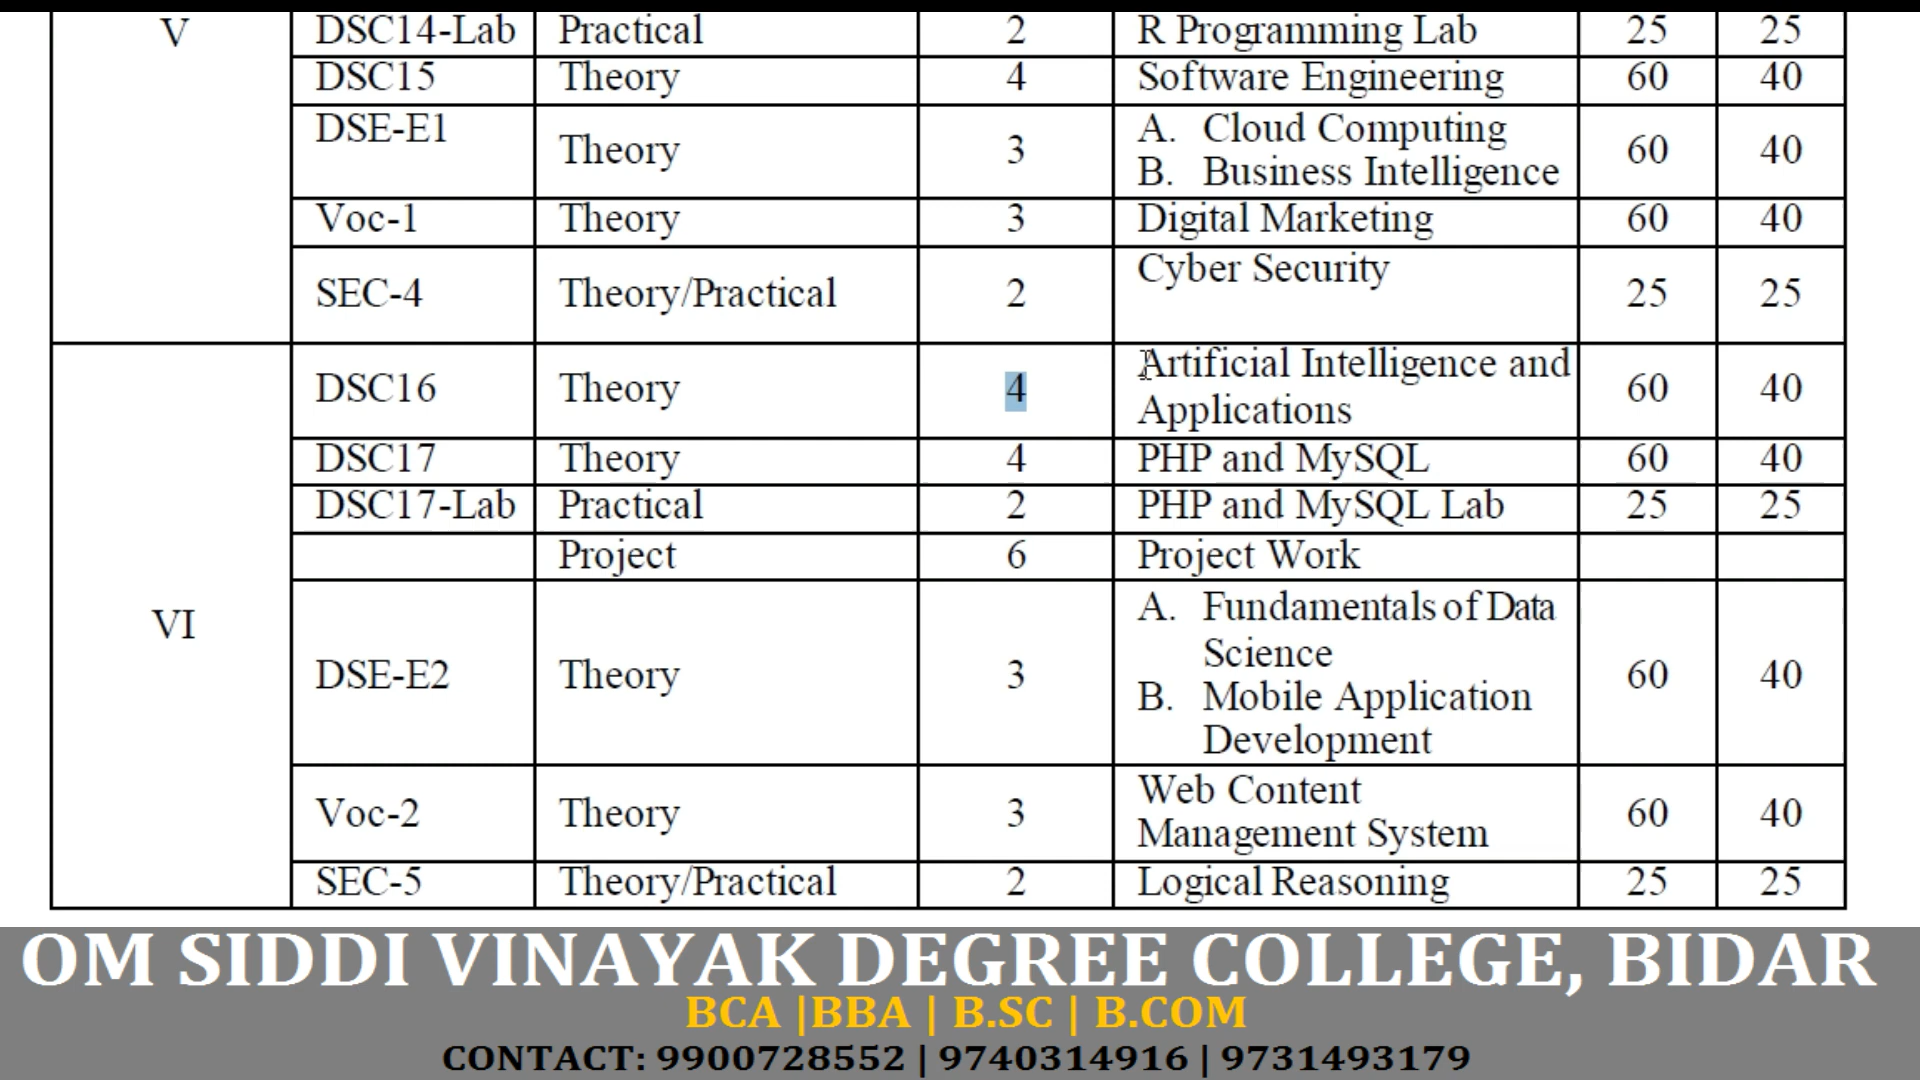 V DSC14-Lab Practical 2 R Programming Lab 25 25
DSC15 Theory 4 Software Engineering 60 40
DSE-E1 Theory 3 A. Cloud Computing 60 40
B. Business Intelligence
Voc-1 Theory 3 Digital Marketing 60 40
SEC-4 Theory/Practical 2 Cyber Security 25 25
VI
DSC16 Theory 4 Artificial Intelligence and 60 40
Applications
DSC17 Theory 4 PHP and MySQL 60 40
DSC17-Lab Practical 2 PHP and MySQL Lab 25 25
Project 6 Project Work
DSE-E2 Theory 3 A. Fundamentals of Data 60 40
Science
B. Mobile Application
Development
Voc-2 Theory 3 Web Content 60 40
Management System
SEC-5 Theory/Practical 2 Logical Reasoning 25 25
OM SIDDI VINAYAK DEGREE COLLEGE, BIDAR
BCA |BBA | B.SC | B.COM
CONTACT: 9900728552 | 9740314916 | 9731493179